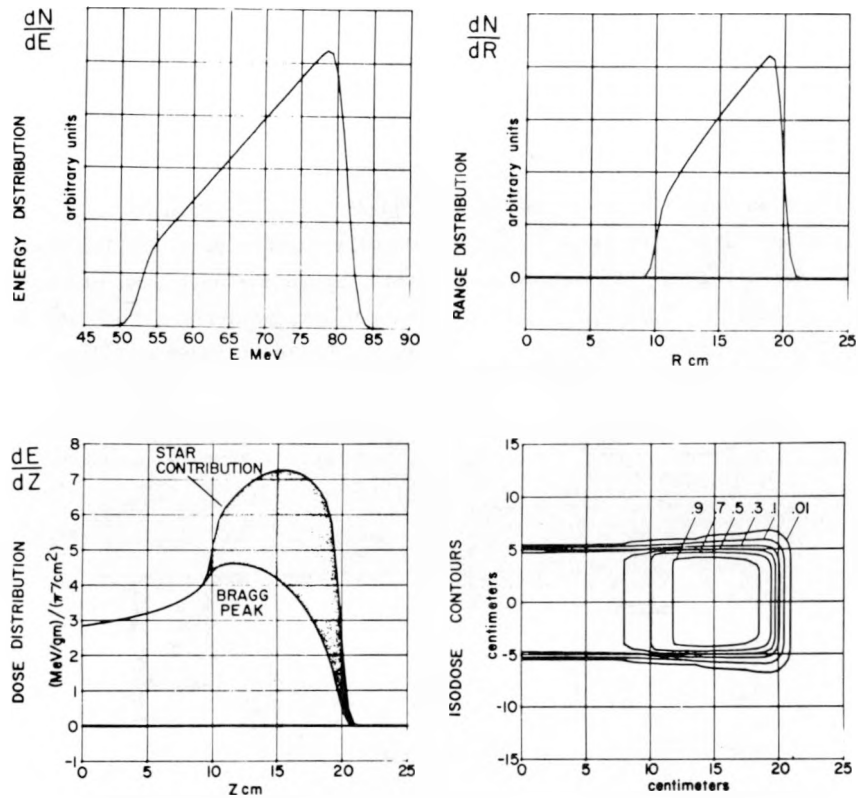 dN
dE
ENERGY DISTRIBUTION
arbitrary units
45 50 55 60 65 70 75 80 85 90
E MeV
dN
dR
RANGE DISTRIBUTION
arbitrary units
0
0 5 10 15 20 25
R cm
dE
dZ
DOSE DISTRIBUTION
(MeV/gm)/(π7cm²)
8
7
6
5
4
3
2
1
0
-1
STAR
CONTRIBUTION
BRAGG
PEAK
0 5 10 15 20 25
Z cm
ISODOSE CONTOURS
centimeters
15
10
5
0
-5
-10
-15
.9 .7 .5 .3 .1 .01
0 5 10 15 20 25
centimeters